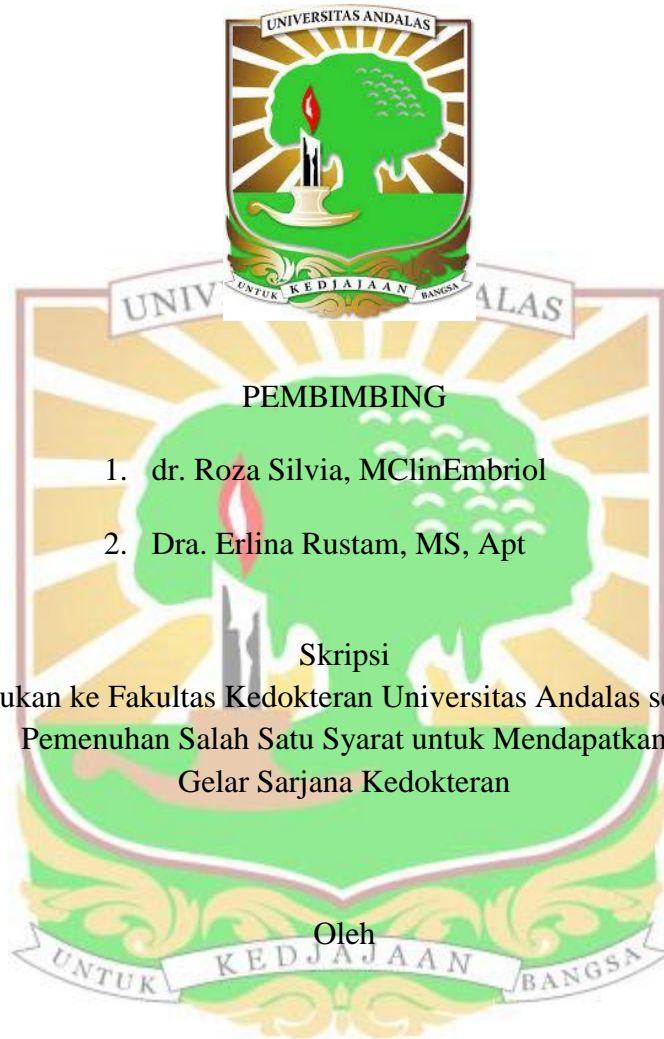 UNIVERSITAS ANDALAS
UNTUK KEDJAJAAN BANGSA
UNIV ALAS
PEMBIMBING
1. dr. Roza Silvia, MClinEmbriol
2. Dra. Erlina Rustam, MS, Apt
Skripsi
ukan ke Fakultas Kedokteran Universitas Andalas se
Pemenuhan Salah Satu Syarat untuk Mendapatkan
Gelar Sarjana Kedokteran
Oleh
UNTUK KEDJAJAAN BANGSA